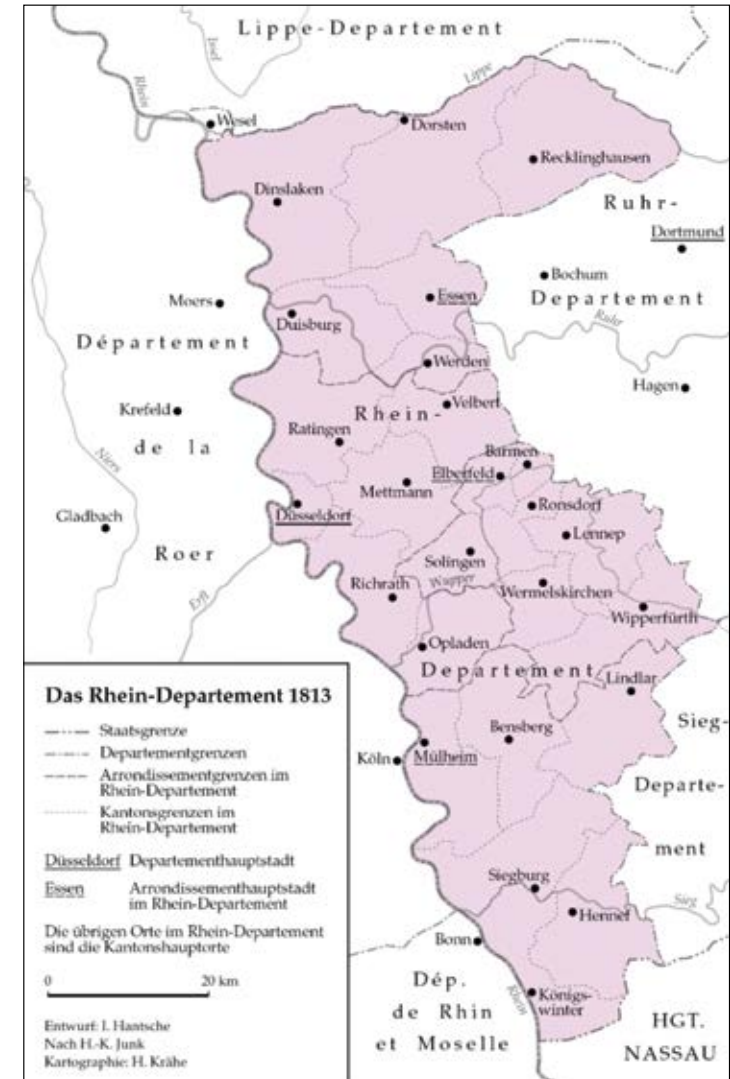 Lippe-Departement
Issel
Rhein
Lippe
Wesel
Dorsten
Recklinghausen
Dinslaken
Ruhr-
Dortmund
Bochum
Moers
Essen
Departement
Duisburg
Ruhr
Département
Werden
Hagen
Krefeld
Rhein-
Velbert
Ratingen
de la
Barmen
Niers
Elberfeld
Mettmann
Ronsdorf
Gladbach
Düsseldorf
Lennep
Roer
Solingen
Wupper
Erft
Richrath
Wermelskirchen
Wipperfürth
Opladen
Departement
Lindlar
Sieg-
Bensberg
Köln
Mülheim
Departe-
ment
Siegburg
Sieg
Hennef
Bonn
Dép.
de Rhin
et Moselle
Rhein
Königs-
winter
HGT.
NASSAU
Das Rhein-Departement 1813
Staatsgrenze
Departementgrenzen
Arrondissementgrenzen im
Rhein-Departement
Kantonsgrenzen im
Rhein-Departement
Düsseldorf Departementhauptstadt
Essen Arrondissementhauptstadt
im Rhein-Departement
Die übrigen Orte im Rhein-Departement
sind die Kantonshauptorte
0 20 km
Entwurf: I. Hantsche
Nach H.-K. Junk
Kartographie: H. Krähe